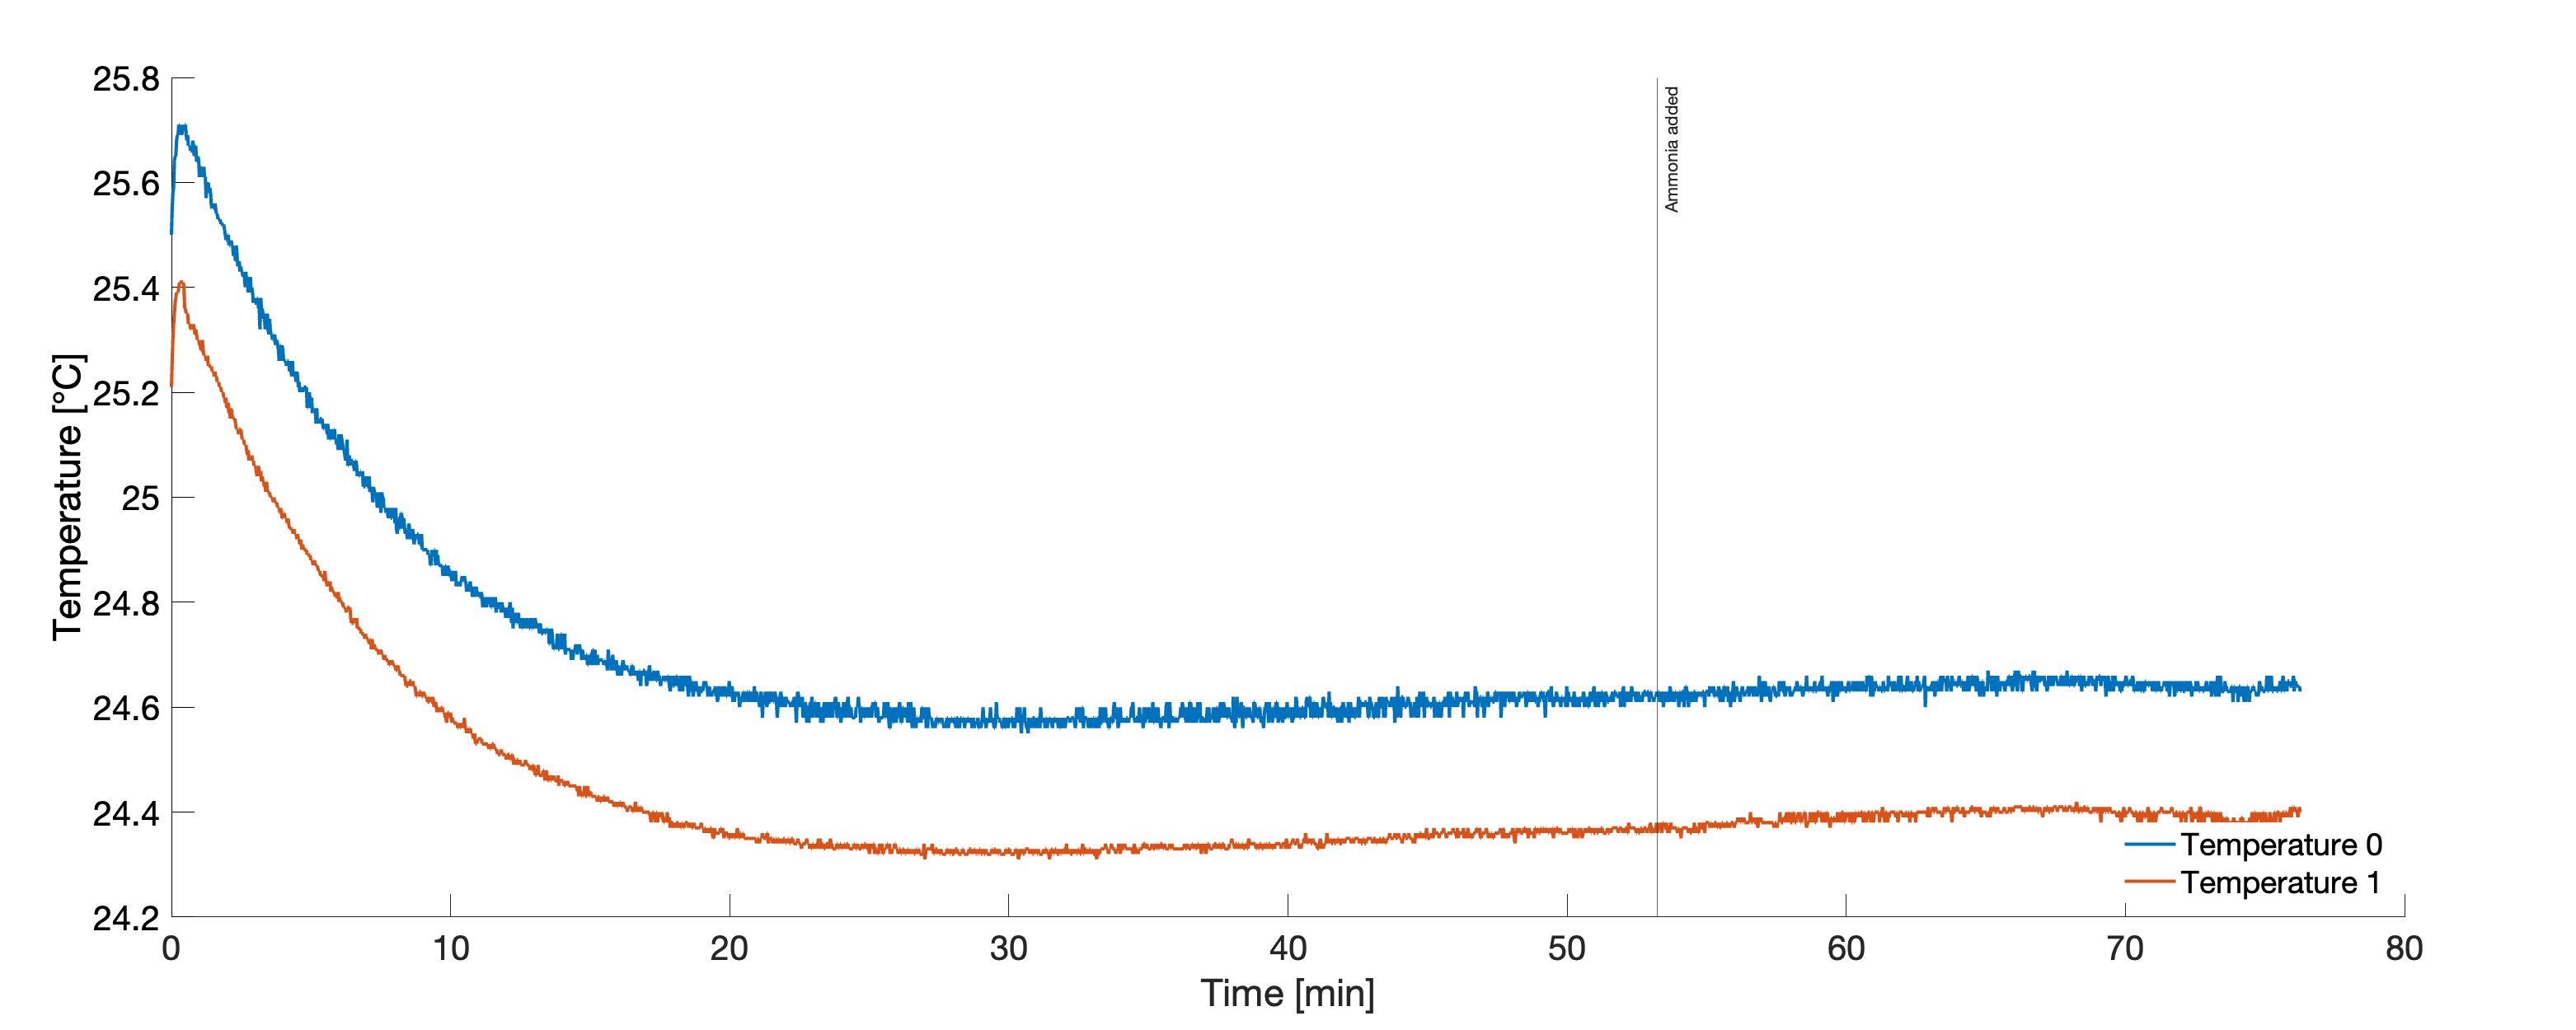 25.8
25.6
25.4
25.2
25
24.8
24.6
24.4
24.2
Temperature [°C]
Ammonia added
Temperature 0
Temperature 1
0 10 20 30 40 50 60 70 80
Time [min]